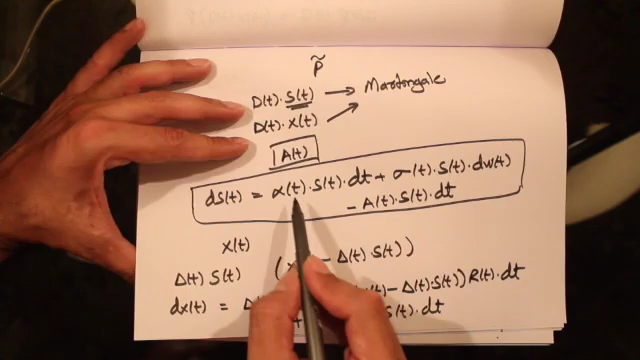 P̃
D(t)·S(t) → Martingale
D(t)·X(t) →
A(t)
dS(t) = α(t)·S(t)·dt + σ(t)·S(t)·dw(t)
- A(t)·S(t)·dt
X(t)
Δ(t) S(t) - Δ(t) S(t))
dx(t) = - Δ(t)·S(t)) R(t)·dt
S(t)·dt